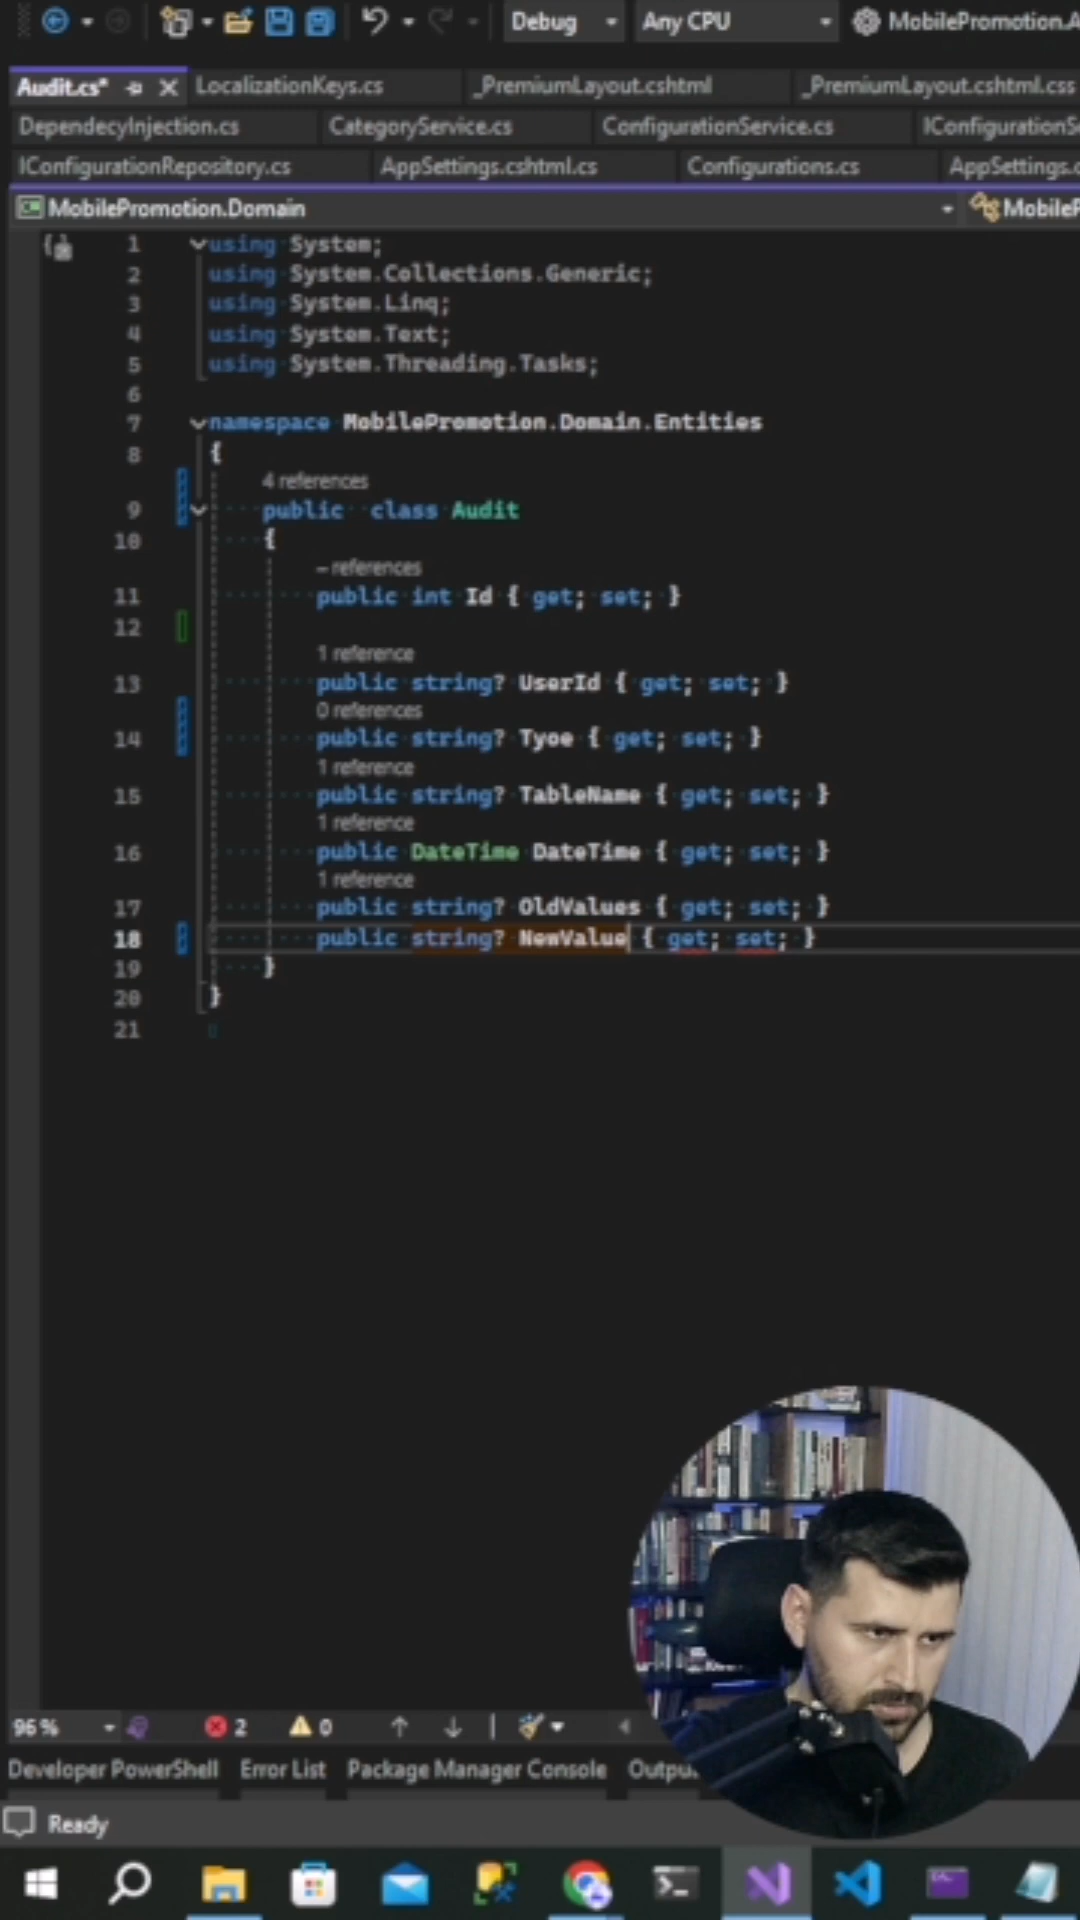 Debug Any CPU MobilePromotion.A
Audit.cs* LocalizationKeys.cs _PremiumLayout.cshtml _PremiumLayout.cshtml.css
DependecyInjection.cs CategoryService.cs ConfigurationService.cs IConfigurationSe
IConfigurationRepository.cs AppSettings.cshtml.cs Configurations.cs AppSettings.c
MobilePromotion.Domain MobileP
1 using System;
2 using System.Collections.Generic;
3 using System.Linq;
4 using System.Text;
5 using System.Threading.Tasks;
6
7 namespace MobilePromotion.Domain.Entities
8 {
4 references
9 public class Audit
10 {
– references
11 public int Id { get; set; }
12
1 reference
13 public string? UserId { get; set; }
0 references
14 public string? Tyoe { get; set; }
1 reference
15 public string? TableName { get; set; }
1 reference
16 public DateTime DateTime { get; set; }
1 reference
17 public string? OldValues { get; set; }
18 public string? NewValue { get; set; }
19 }
20 }
21
96 % 2 0
Developer PowerShell Error List Package Manager Console Outpu
Ready